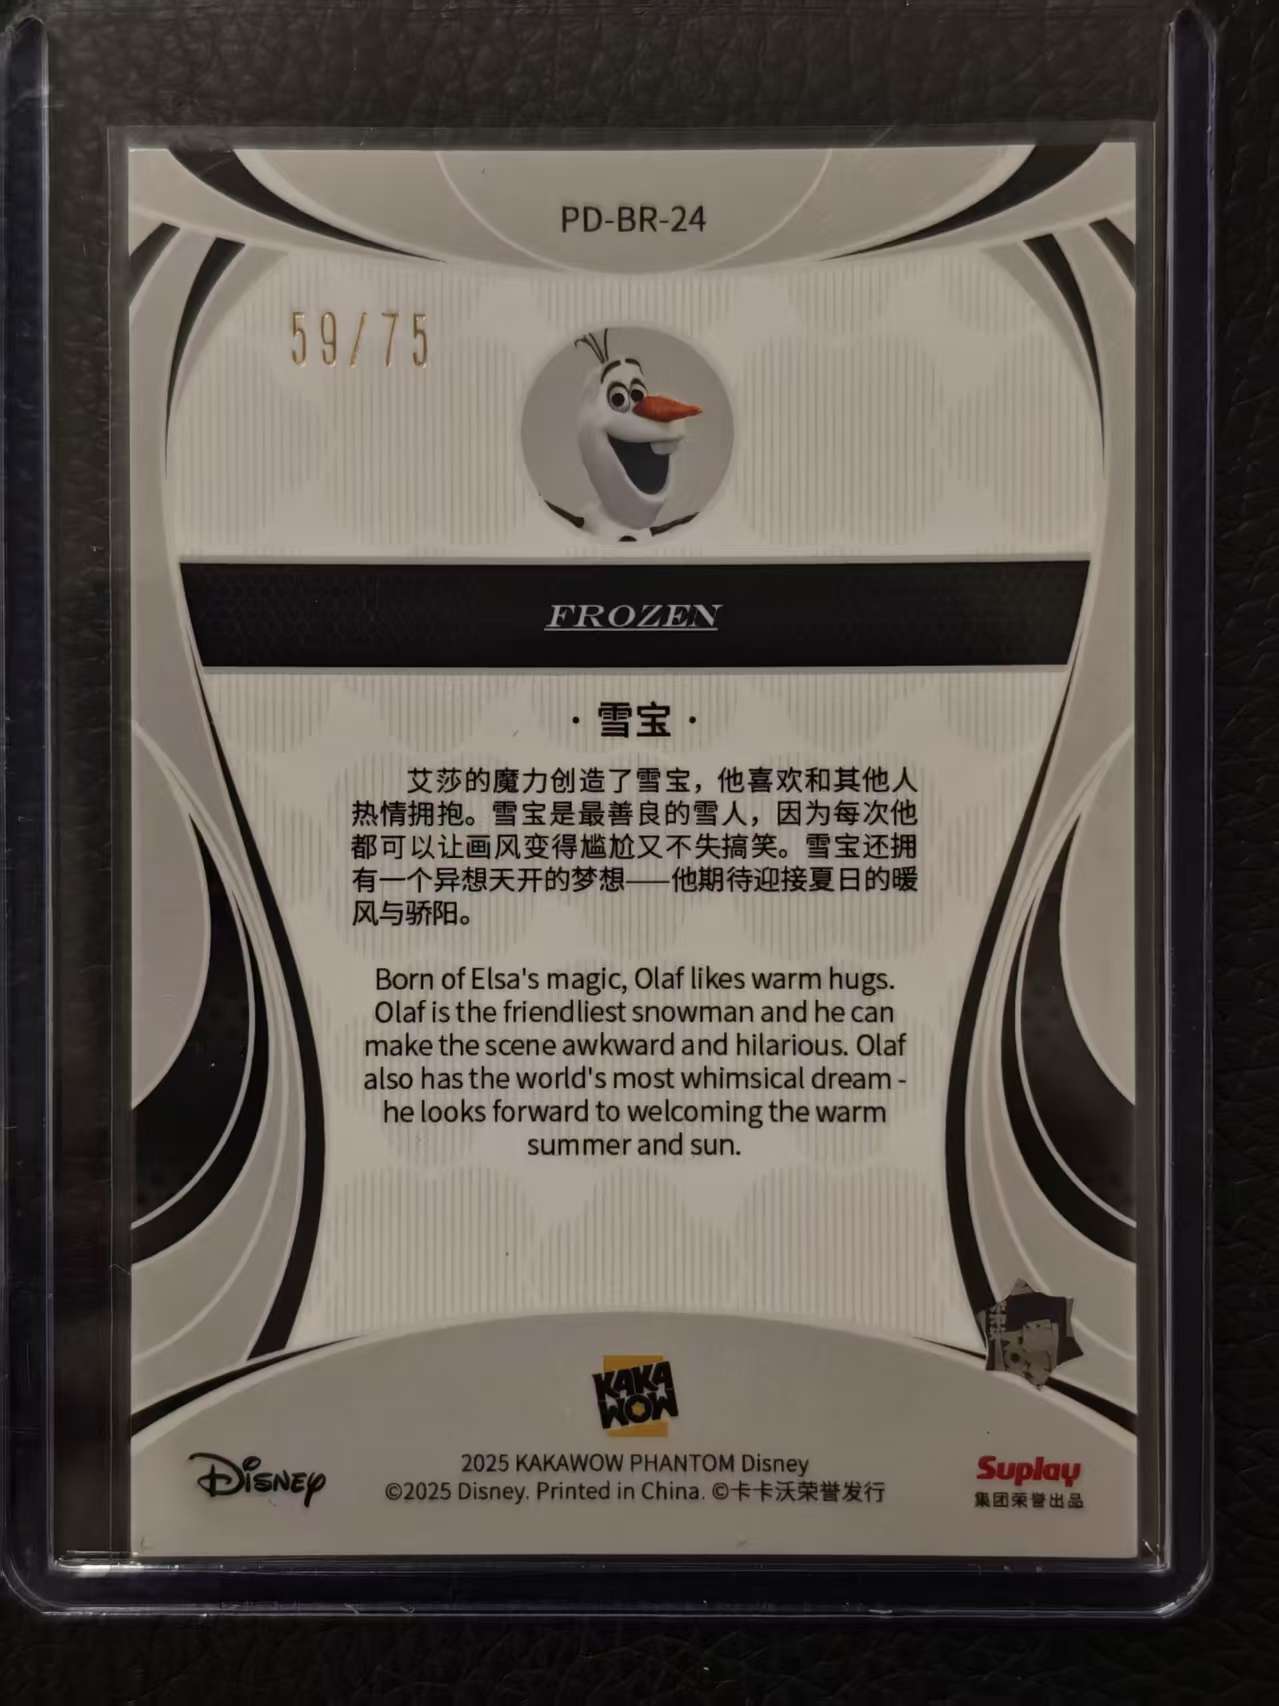 PD-BR-24
59/75
FROZEN
· 雪宝 ·
艾莎的魔力创造了雪宝，他喜欢和其他人
热情拥抱。雪宝是最善良的雪人，因为每次他
都可以让画风变得尴尬又不失搞笑。雪宝还拥
有一个异想天开的梦想——他期待迎接夏日的暖
风与骄阳。
Born of Elsa's magic, Olaf likes warm hugs.
Olaf is the friendliest snowman and he can
make the scene awkward and hilarious. Olaf
also has the world's most whimsical dream -
he looks forward to welcoming the warm
summer and sun.
KAKA
WOW
Disney
2025 KAKAWOW PHANTOM Disney
©2025 Disney. Printed in China. ©卡卡沃荣誉发行
Suplay
集团荣誉出品